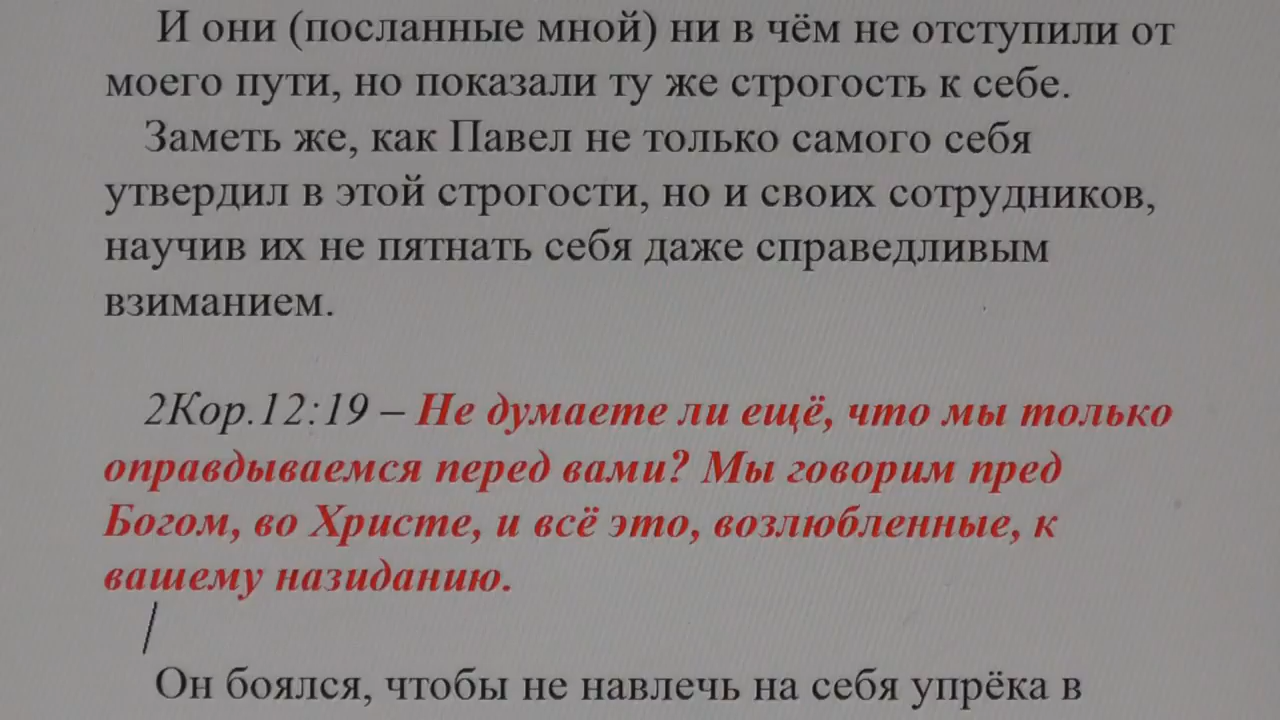 И они (посланные мной) ни в чём не отступили от
моего пути, но показали ту же строгость к себе.
Заметь же, как Павел не только самого себя
утвердил в этой строгости, но и своих сотрудников,
научив их не пятнать себя даже справедливым
взиманием.
2Кор.12:19 – Не думаете ли ещё, что мы только
оправдываемся перед вами? Мы говорим пред
Богом, во Христе, и всё это, возлюбленные, к
вашему назиданию.
Он боялся, чтобы не навлечь на себя упрёка в